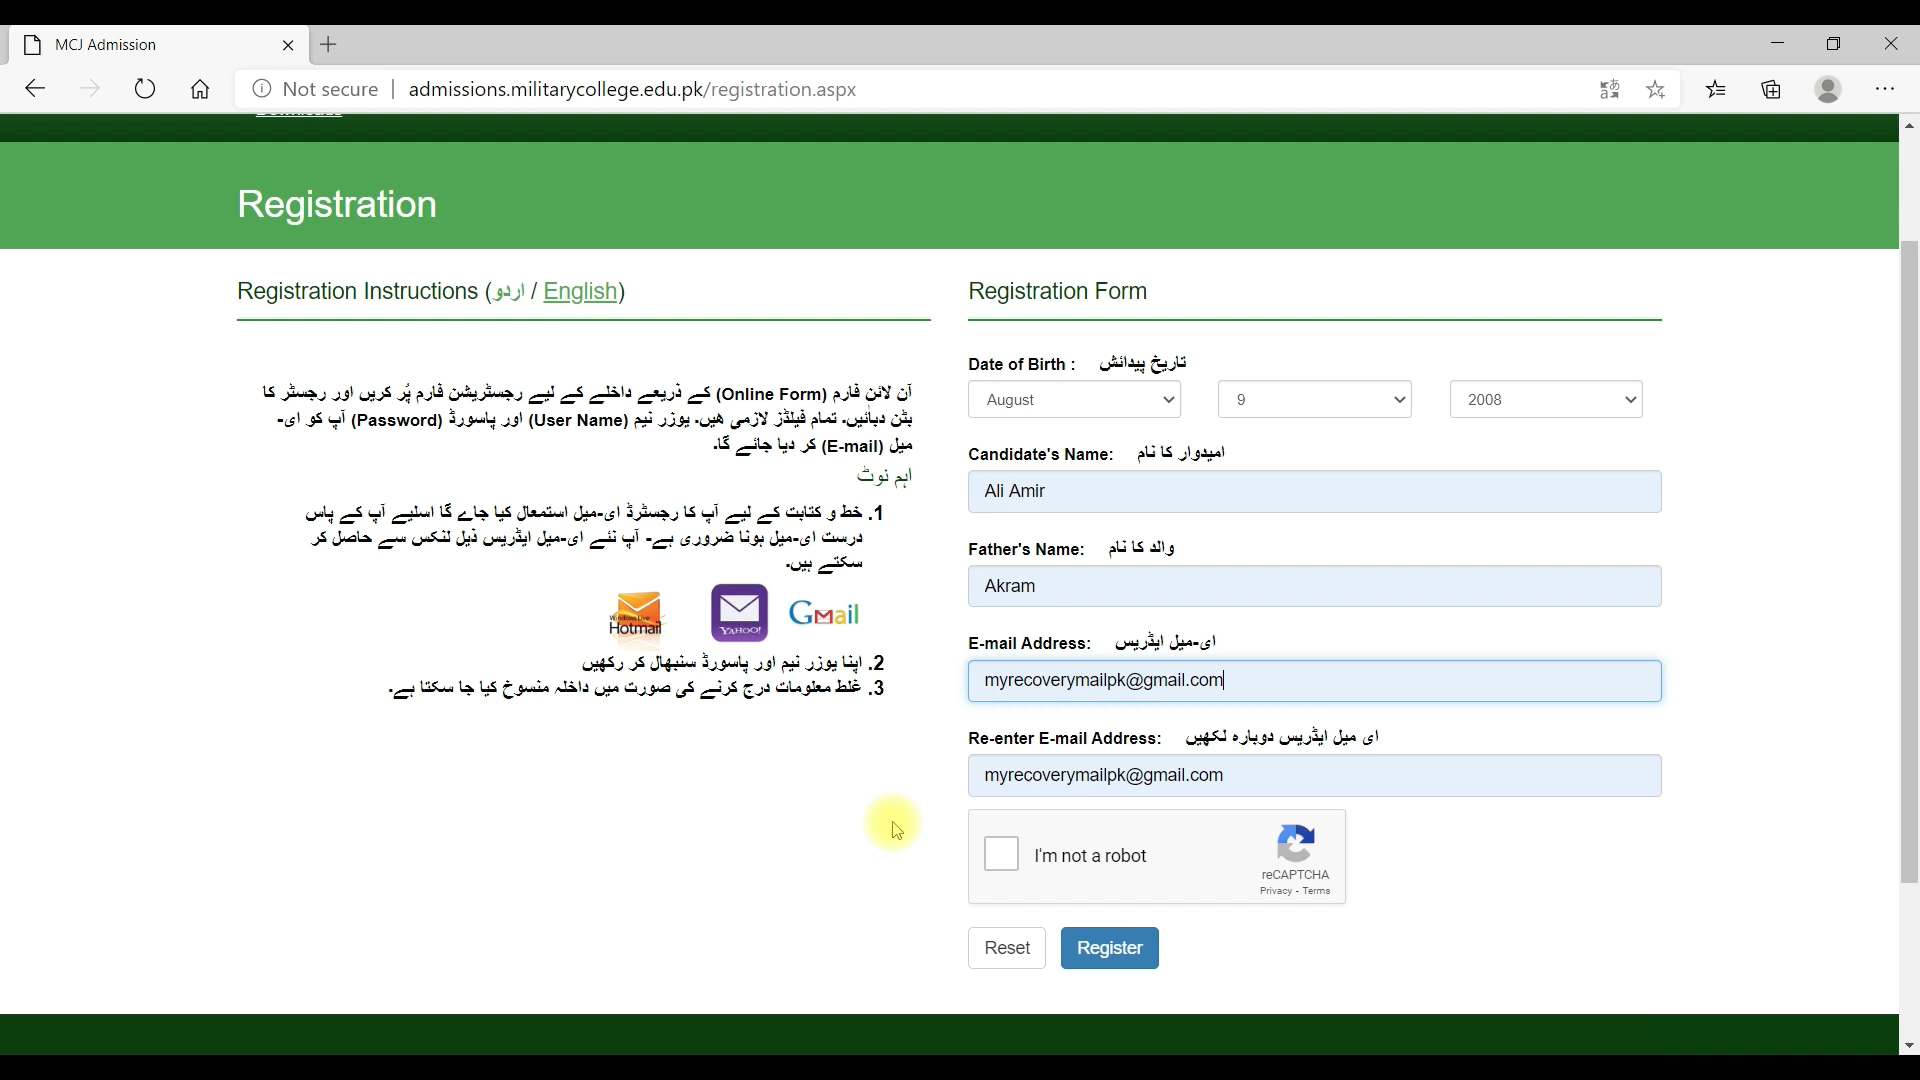 MCJ Admission
Not secure | admissions.militarycollege.edu.pk/registration.aspx
Registration
Registration Instructions (اردو / English)
آن لائن فارم (Online Form) کے ذریعے داخلے کے لیے رجسٹریشن فارم پُر کریں اور رجسٹر کا
بٹن دبائیں۔ تمام فیلڈز لازمی ھیں۔ یوزر نیم (User Name) اور پاسورڈ (Password) آپ کو ای-
میل (E-mail) کر دیا جائے گا۔
اہم نوٹ
1. خط و کتابت کے لیے آپ کا رجسٹرڈ ای-میل استعمال کیا جاے گا اسلیے آپ کے پاس
درست ای-میل ہونا ضروری ہے- آپ نئے ای-میل ایڈریس ذیل لنکس سے حاصل کر
سکتے ہیں۔
Windows Live
Hotmail
YAHOO!
GMail
2. اپنا یوزر نیم اور پاسورڈ سنبھال کر رکھیں
3. غلط معلومات درج کرنے کی صورت میں داخلہ منسوخ کیا جا سکتا ہے۔
Registration Form
Date of Birth : تاریخ پیدائش
August 9 2008
Candidate's Name: امیدوار کا نام
Ali Amir
Father's Name: والد کا نام
Akram
E-mail Address: ای-میل ایڈریس
myrecoverymailpk@gmail.com
Re-enter E-mail Address: ای میل ایڈریس دوبارہ لکھیں
myrecoverymailpk@gmail.com
I'm not a robot
reCAPTCHA
Privacy - Terms
Reset Register